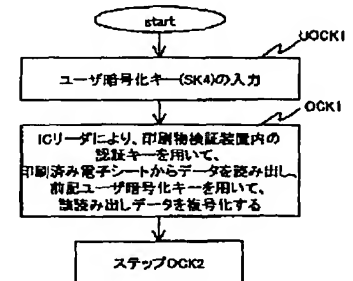 start
UOCK1
ユーザ暗号化キー(SK4)の入力
OCK1
ICリーダにより、印刷物検証装置内の
認証キーを用いて、
印刷済み電子シートからデータを読み出し、
前記ユーザ暗号化キーを用いて、
該読み出しデータを復号化する
ステップOCK2